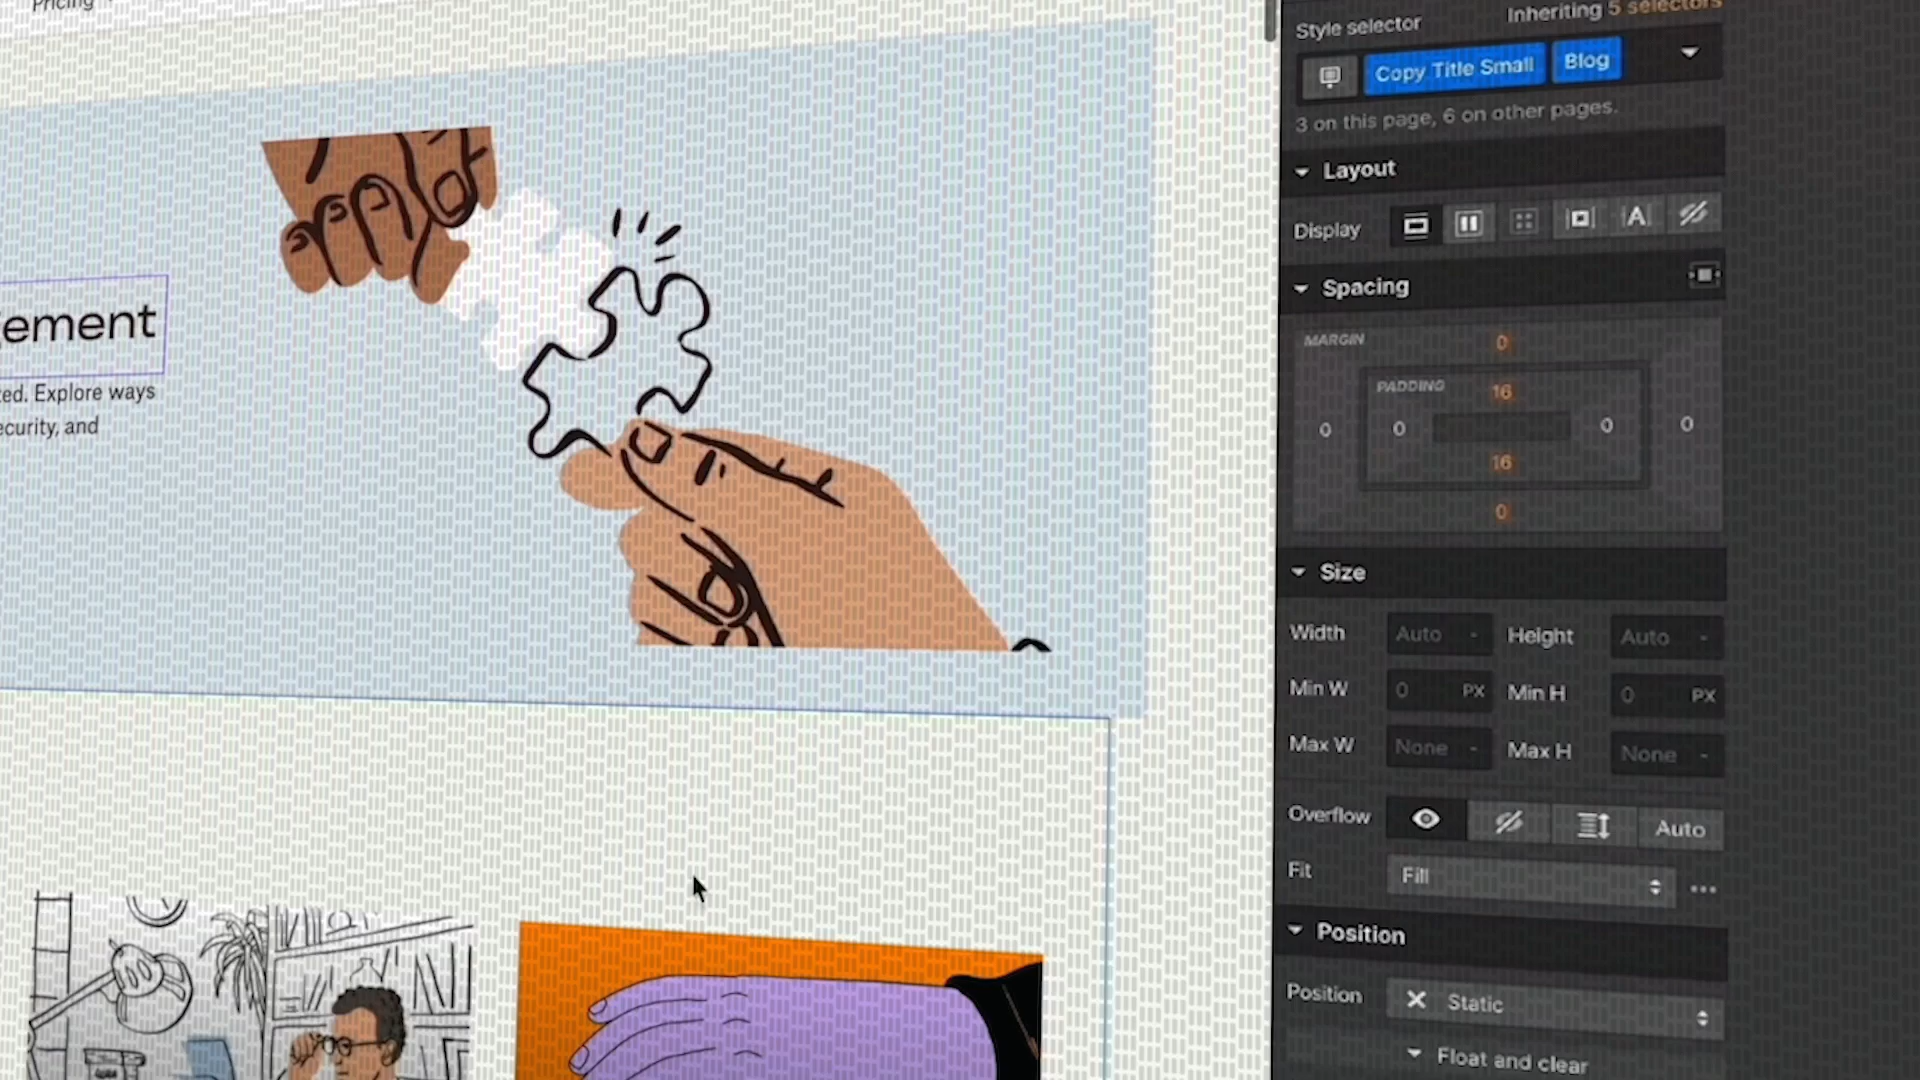 Pricing
ement
ed. Explore ways
ecurity, and
Style selector
Inheriting 5 selectors
Copy Title Small
Blog
3 on this page, 6 on other pages.
Layout
Display
A
Spacing
MARGIN
0
PADDING
16
0
0
0
0
16
0
Size
Width
Auto -
Height
Auto -
Min W
0 PX
Min H
0 PX
Max W
None -
Max H
None -
Overflow
Auto
Fit
Fill
Position
Position
Static
Float and clear